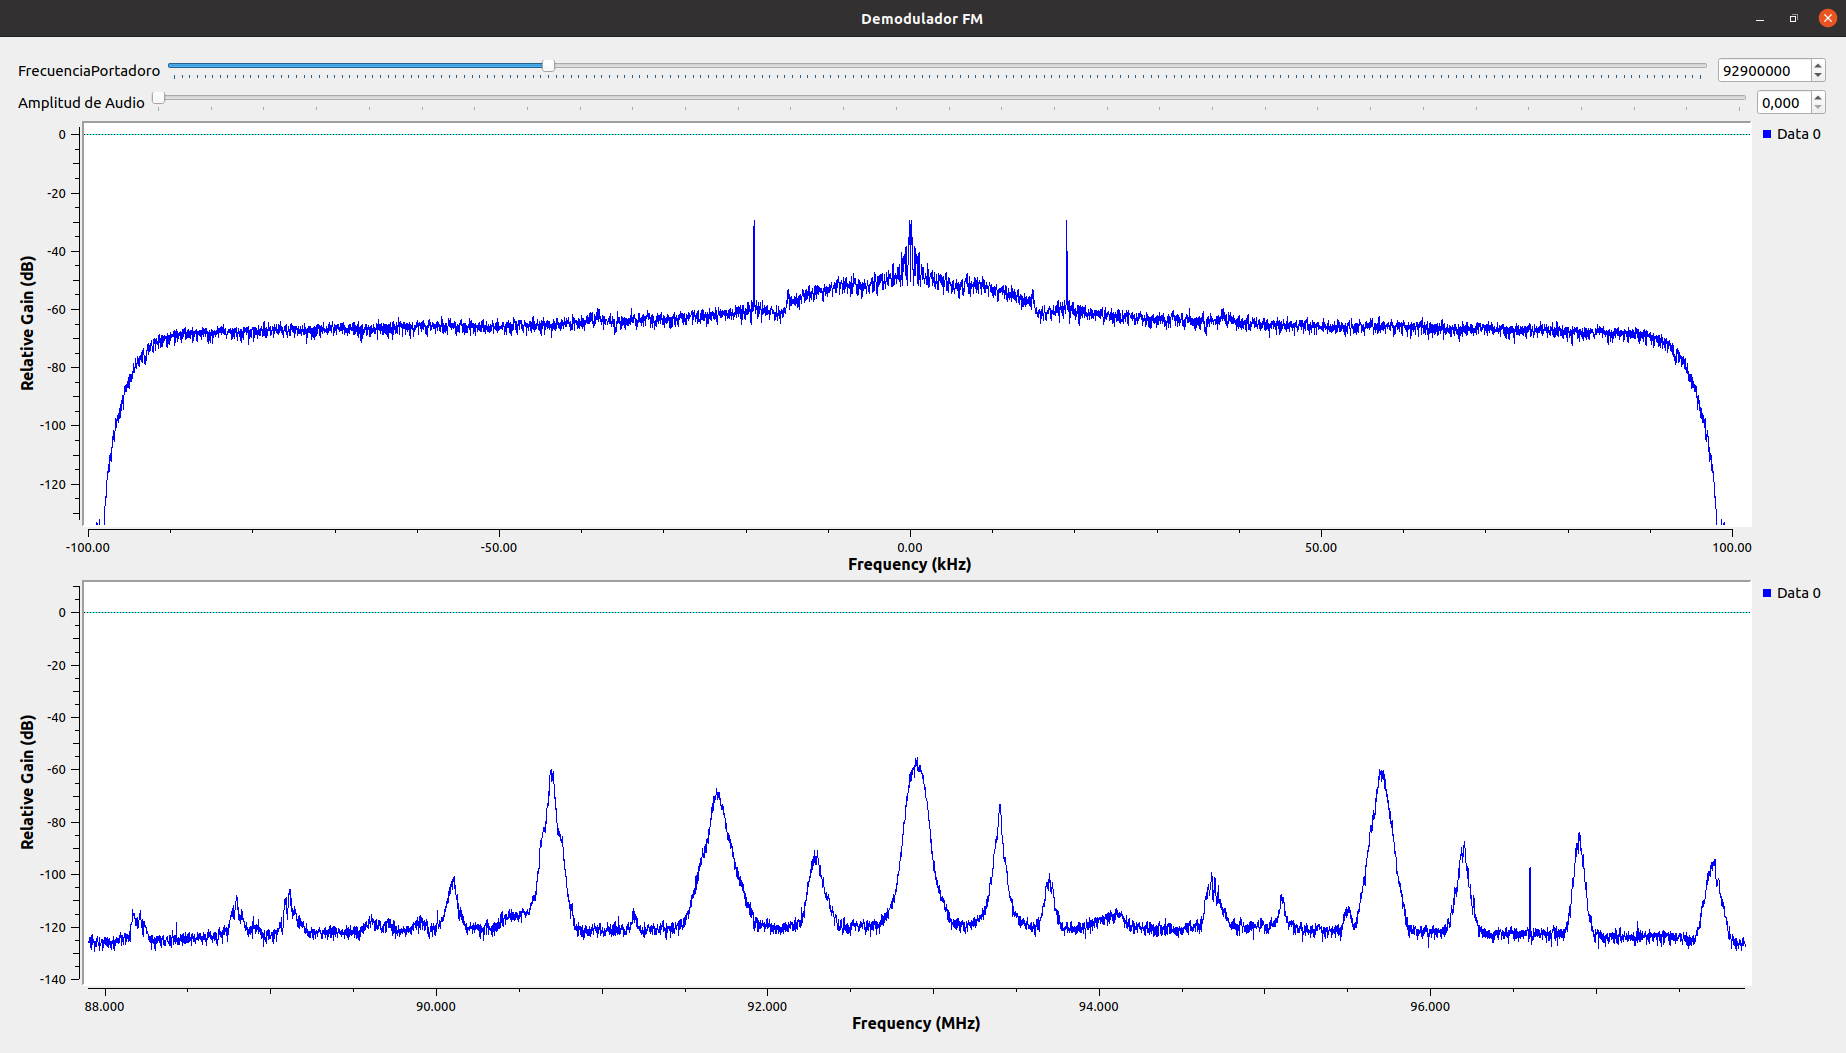 Demodulador FM
FrecuenciaPortadoro 92900000
Amplitud de Audio 0,000
Data 0
0
-20
-40
-60
-80
-100
-120
Relative Gain (dB)
-100.00 -50.00 0.00 50.00 100.00
Frequency (kHz)
Data 0
0
-20
-40
-60
-80
-100
-120
-140
Relative Gain (dB)
88.000 90.000 92.000 94.000 96.000
Frequency (MHz)